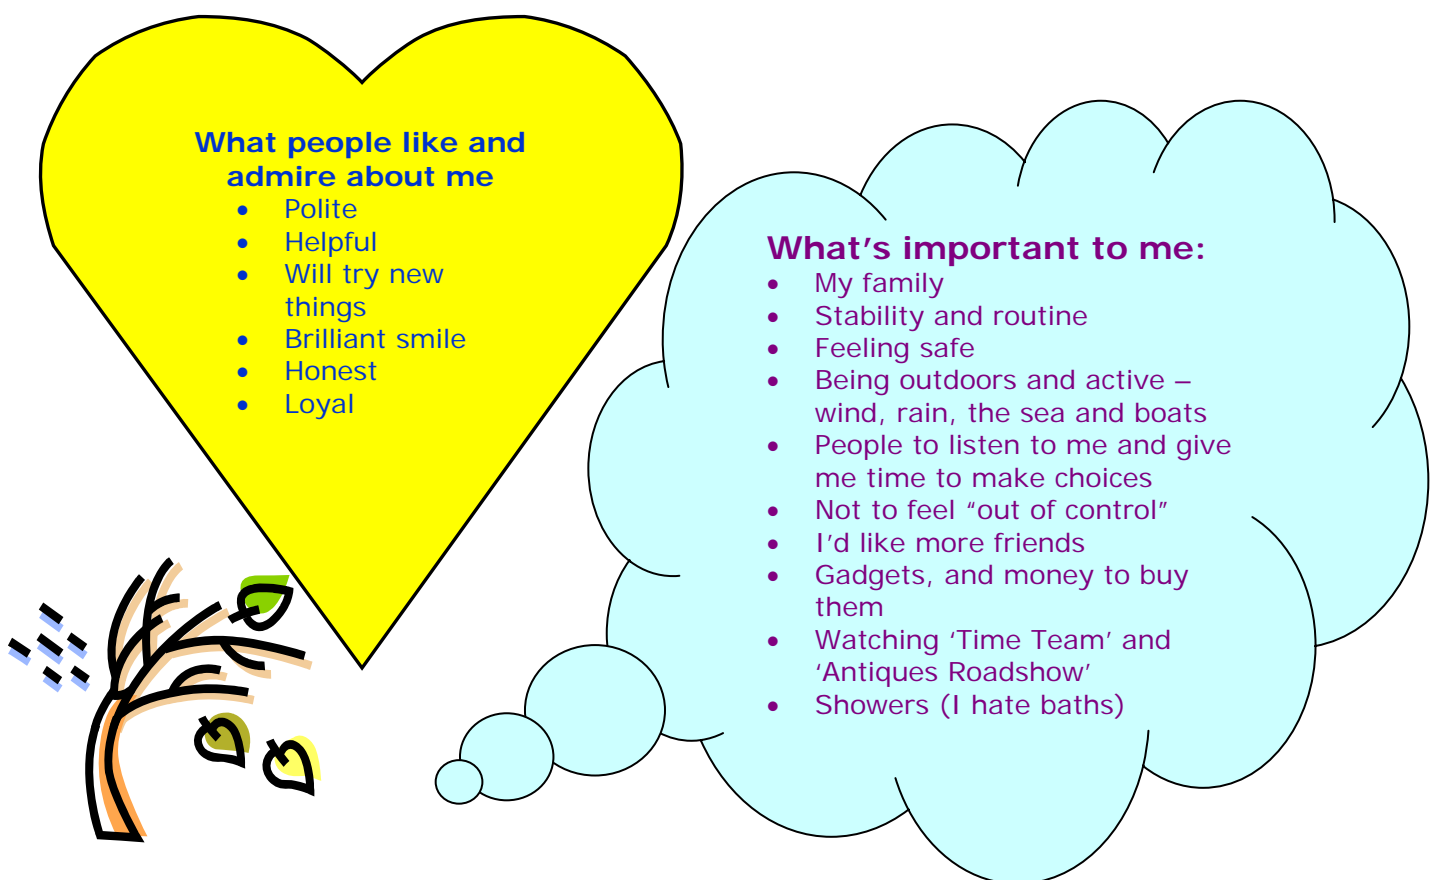 What people like and
admire about me
• Polite
• Helpful
• Will try new
things
• Brilliant smile
• Honest
• Loyal
What’s important to me:
• My family
• Stability and routine
• Feeling safe
• Being outdoors and active –
wind, rain, the sea and boats
• People to listen to me and give
me time to make choices
• Not to feel “out of control”
• I’d like more friends
• Gadgets, and money to buy
them
• Watching ‘Time Team’ and
‘Antiques Roadshow’
• Showers (I hate baths)